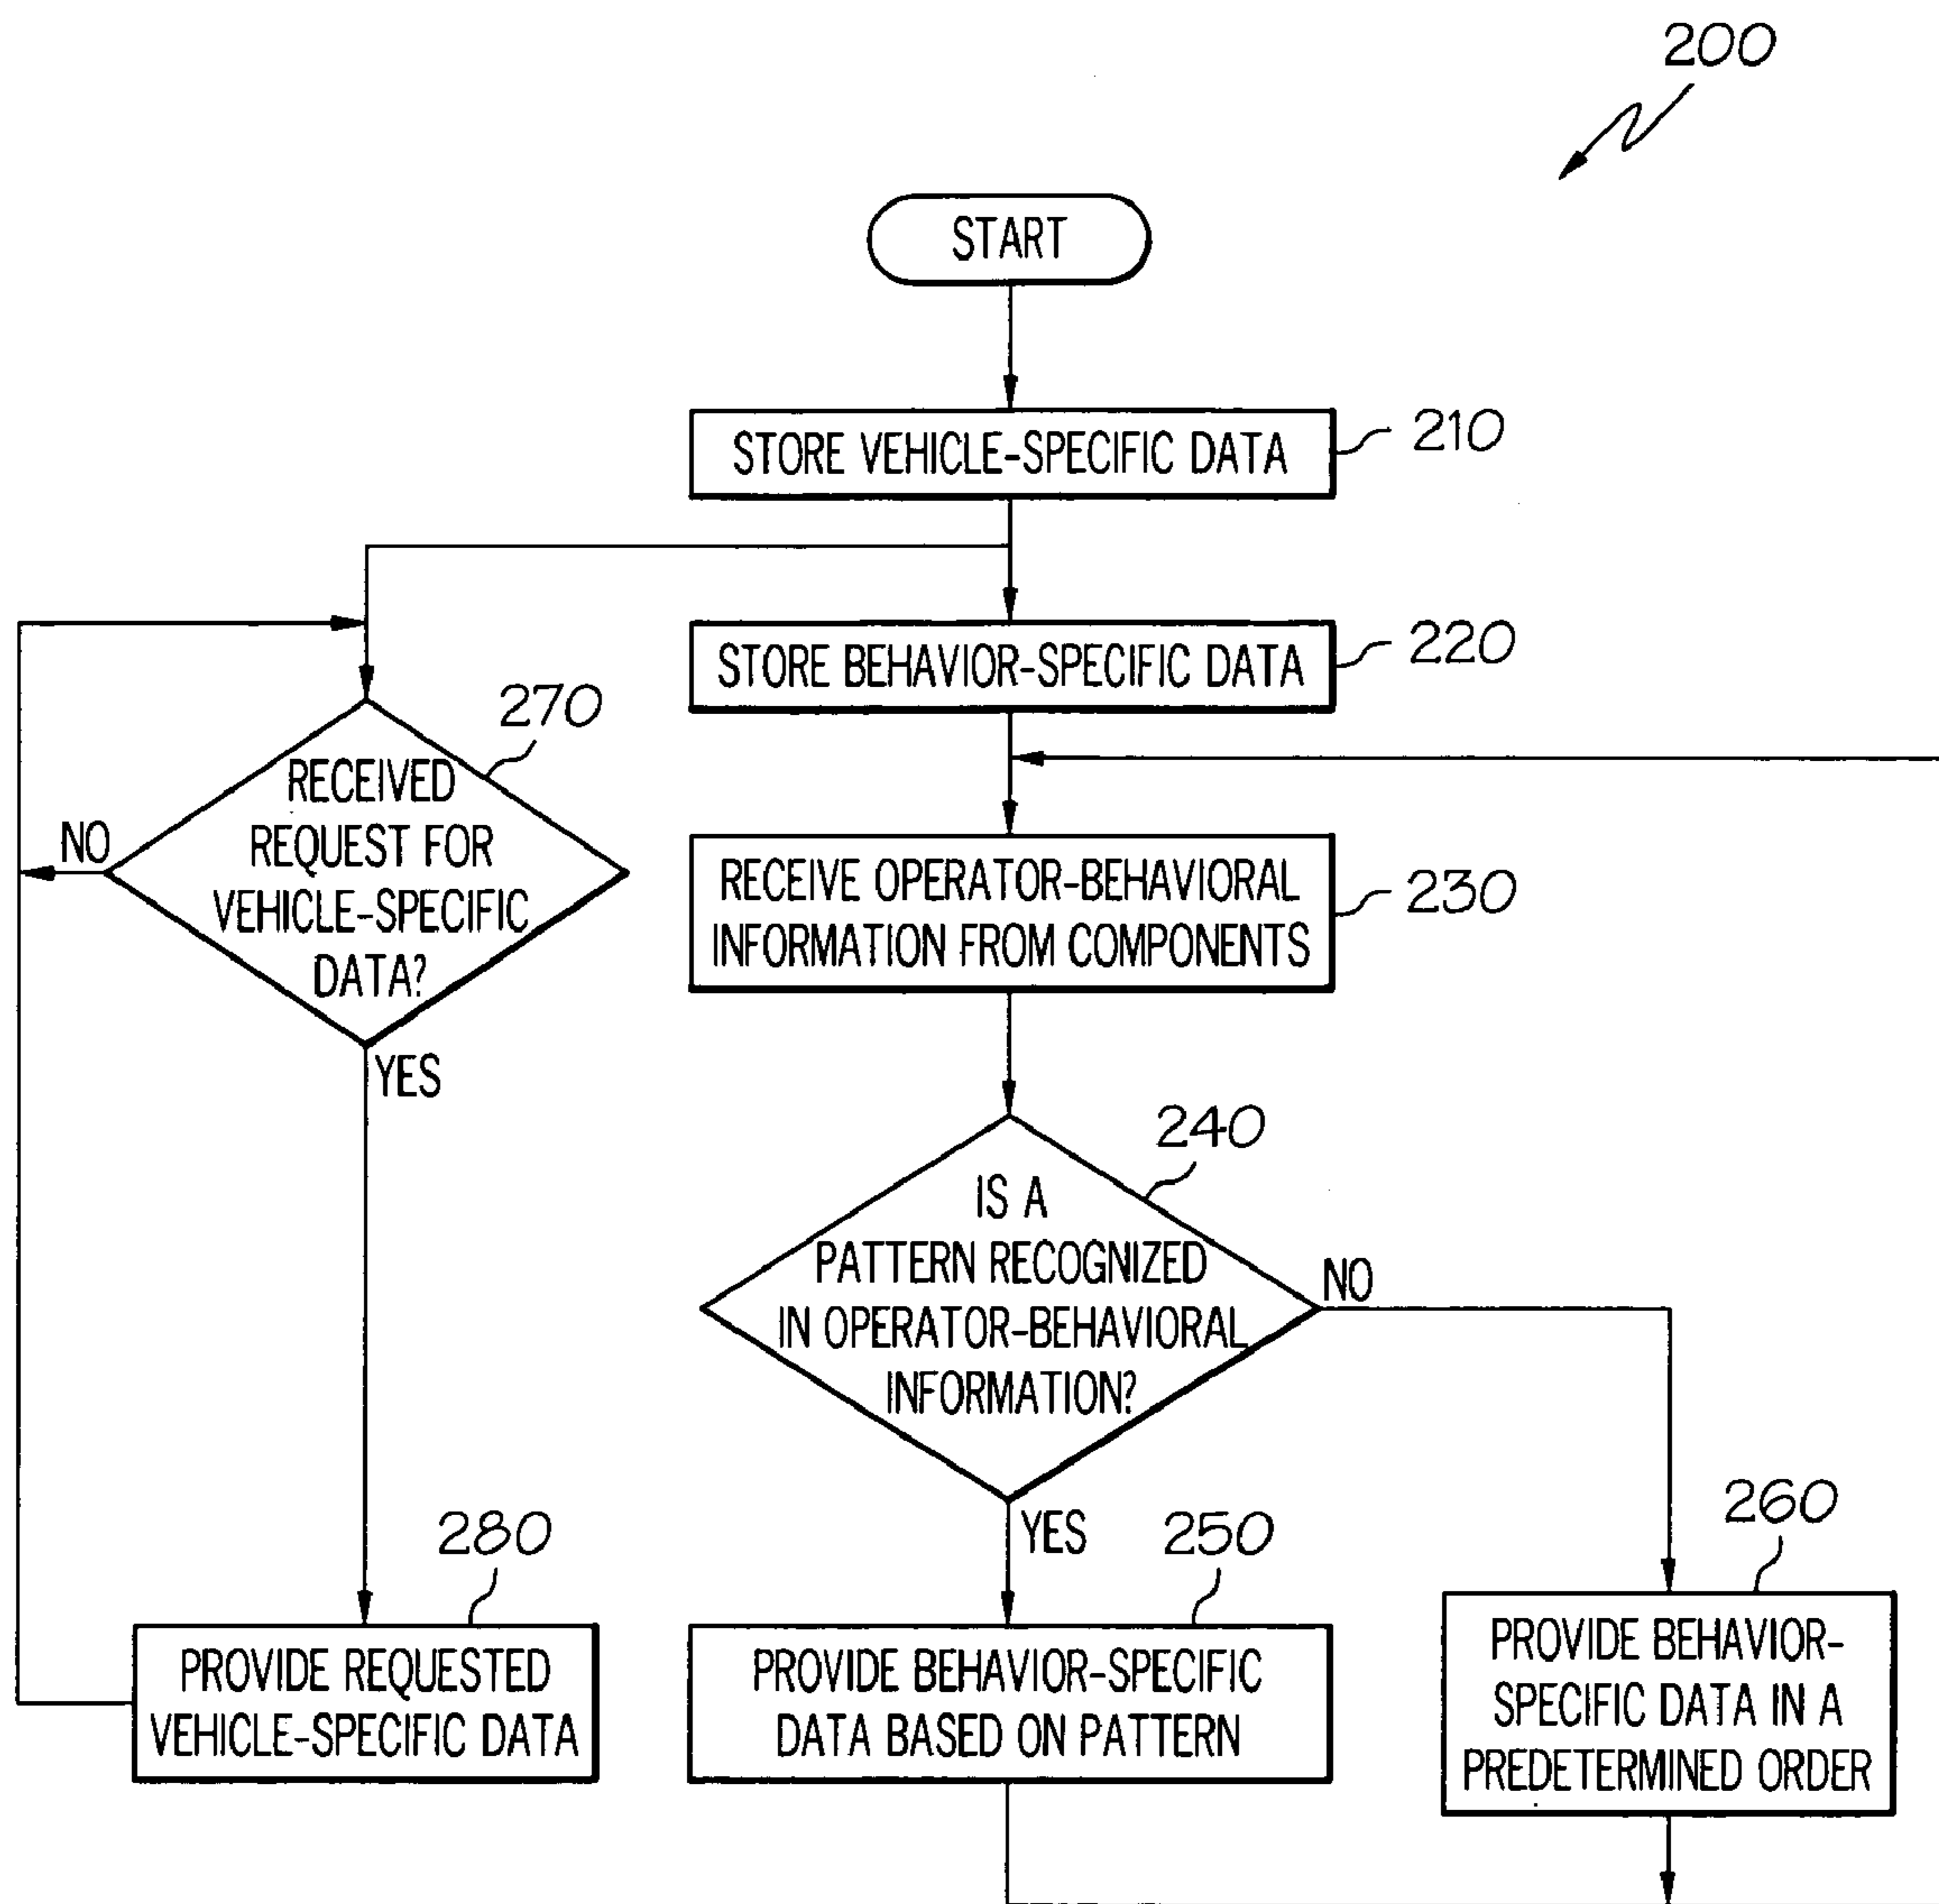 200
START
STORE VEHICLE-SPECIFIC DATA
210
STORE BEHAVIOR-SPECIFIC DATA
220
270
RECEIVED
REQUEST FOR
VEHICLE-SPECIFIC
DATA?
NO
YES
RECEIVE OPERATOR-BEHAVIORAL
INFORMATION FROM COMPONENTS
230
240
IS A
PATTERN RECOGNIZED
IN OPERATOR-BEHAVIORAL
INFORMATION?
NO
YES
280
PROVIDE REQUESTED
VEHICLE-SPECIFIC DATA
250
PROVIDE BEHAVIOR-SPECIFIC
DATA BASED ON PATTERN
260
PROVIDE BEHAVIOR-
SPECIFIC DATA IN A
PREDETERMINED ORDER